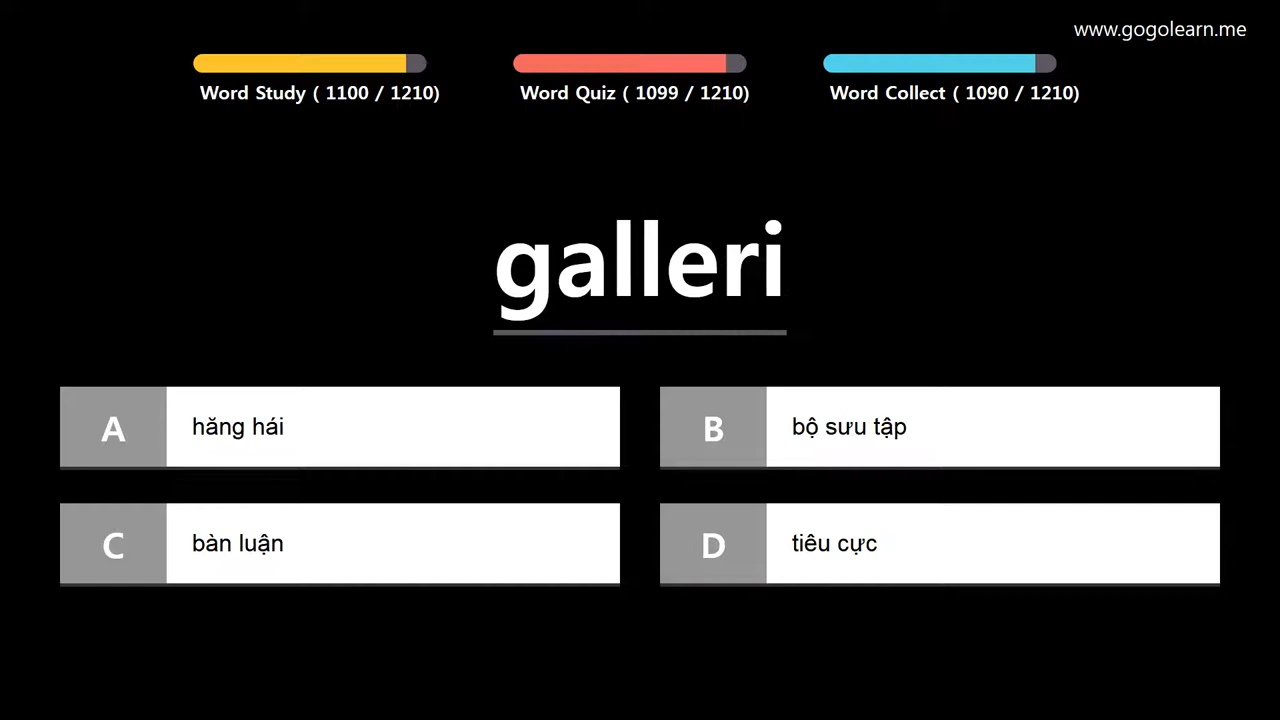 www.gogolearn.me
Word Study ( 1100 / 1210)
Word Quiz ( 1099 / 1210)
Word Collect ( 1090 / 1210)
galleri
A hăng hái
B bộ sưu tập
C bàn luận
D tiêu cực